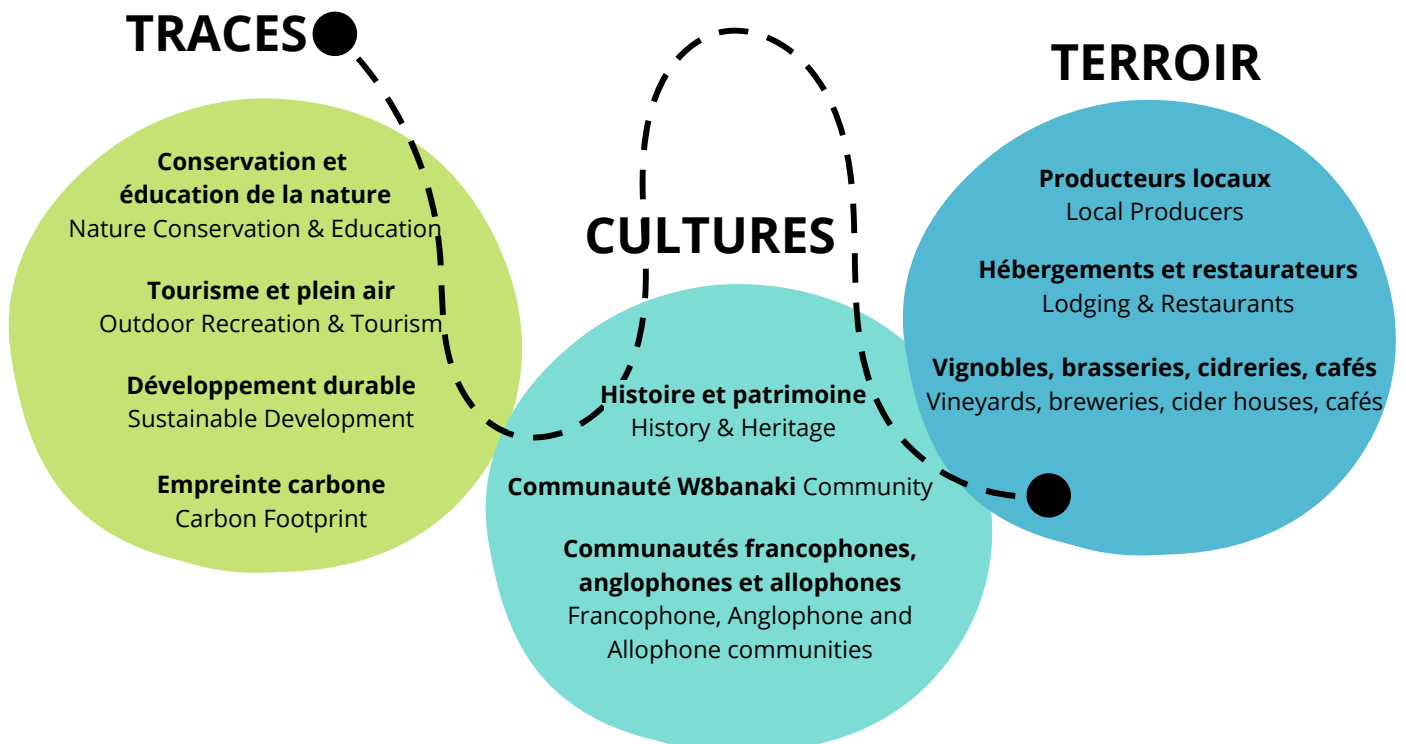 TRACES
Conservation et
éducation de la nature
Nature Conservation & Education
Tourisme et plein air
Outdoor Recreation & Tourism
Développement durable
Sustainable Development
Empreinte carbone
Carbon Footprint
CULTURES
Histoire et patrimoine
History & Heritage
Communauté W8banaki Community
Communautés francophones,
anglophones et allophones
Francophone, Anglophone and
Allophone communities
TERROIR
Producteurs locaux
Local Producers
Hébergements et restaurateurs
Lodging & Restaurants
Vignobles, brasseries, cidreries, cafés
Vineyards, breweries, cider houses, cafés